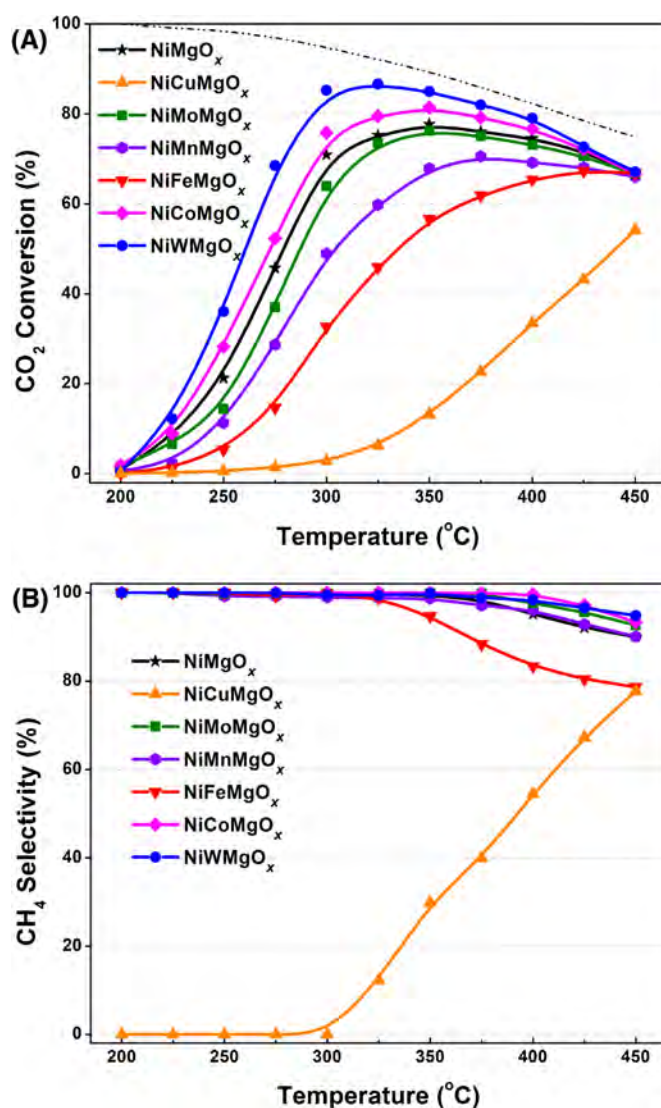 (A)
100
80
60
40
20
0
CO₂ Conversion (%)
NiMgOₓ
NiCuMgOₓ
NiMoMgOₓ
NiMnMgOₓ
NiFeMgOₓ
NiCoMgOₓ
NiWMgOₓ
200 250 300 350 400 450
Temperature (°C)
(B)
100
80
60
40
20
0
CH₄ Selectivity (%)
NiMgOₓ
NiCuMgOₓ
NiMoMgOₓ
NiMnMgOₓ
NiFeMgOₓ
NiCoMgOₓ
NiWMgOₓ
200 250 300 350 400 450
Temperature (°C)